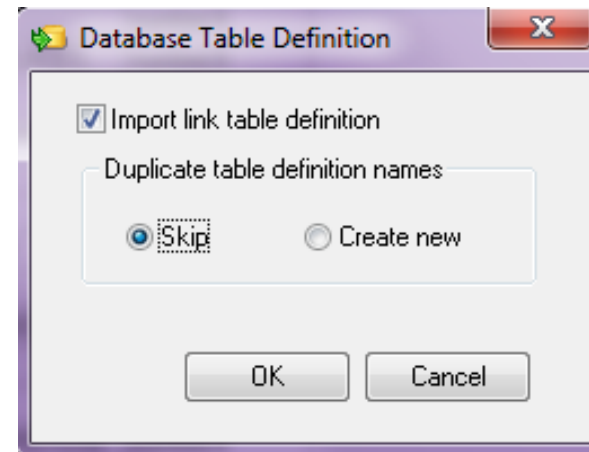 Database Table Definition
Import link table definition
Duplicate table definition names
Skip Create new
OK Cancel